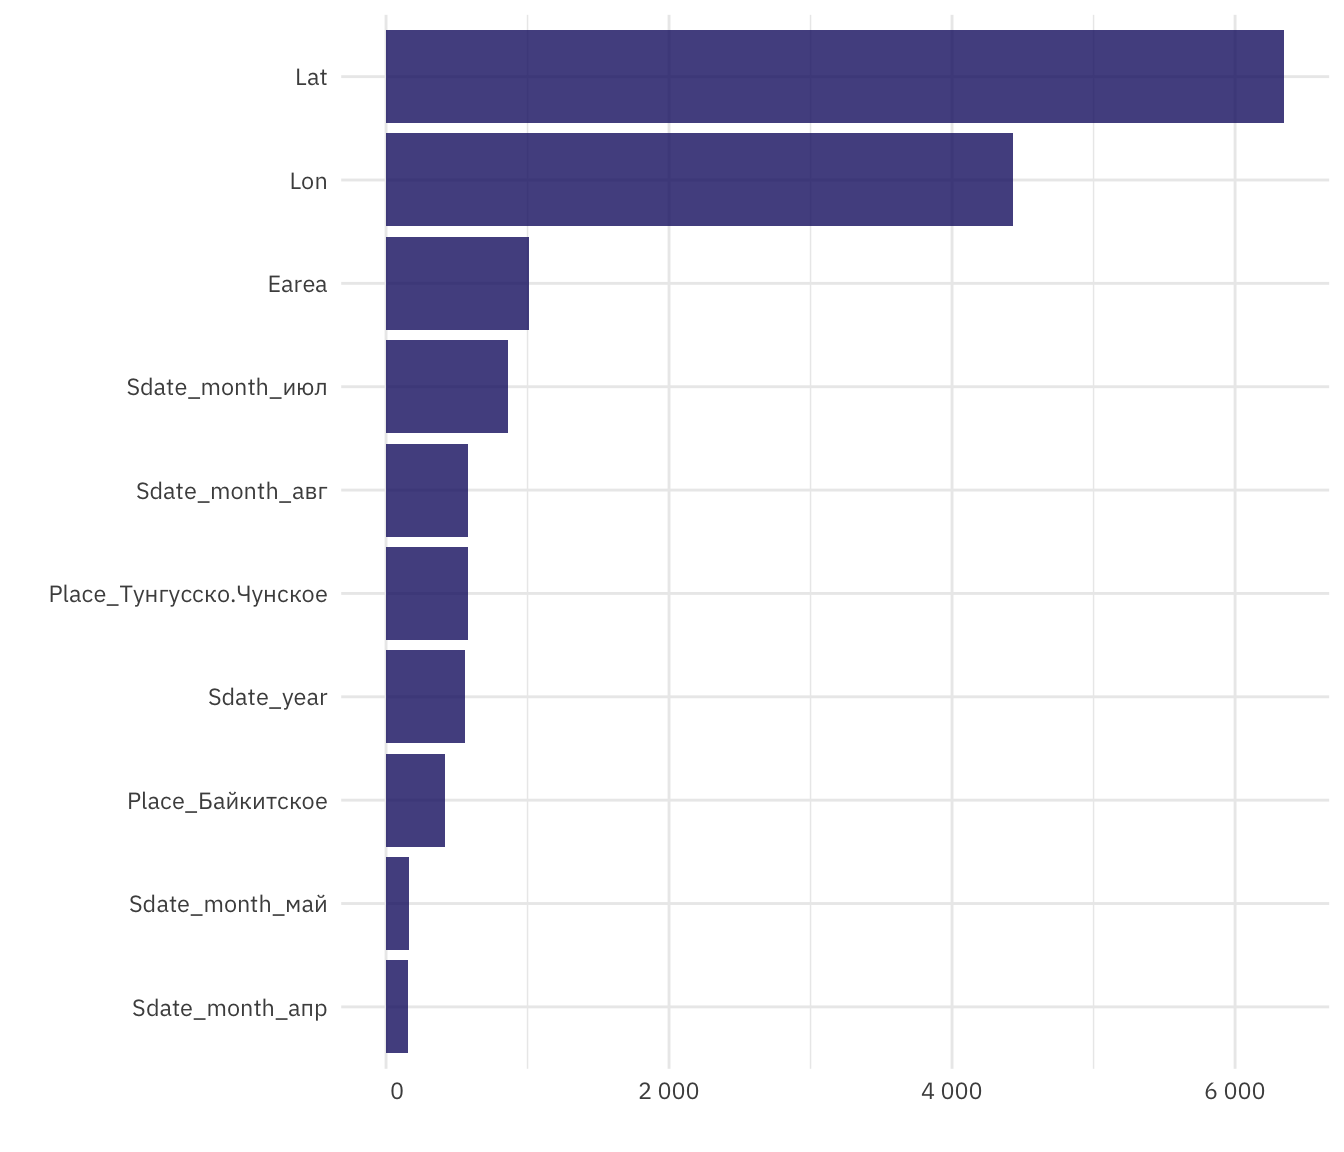 Lat
Lon
Earea
Sdate_month_июл
Sdate_month_авг
Place_Тунгусско.Чунское
Sdate_year
Place_Байкитское
Sdate_month_май
Sdate_month_апр
0 2 000 4 000 6 000